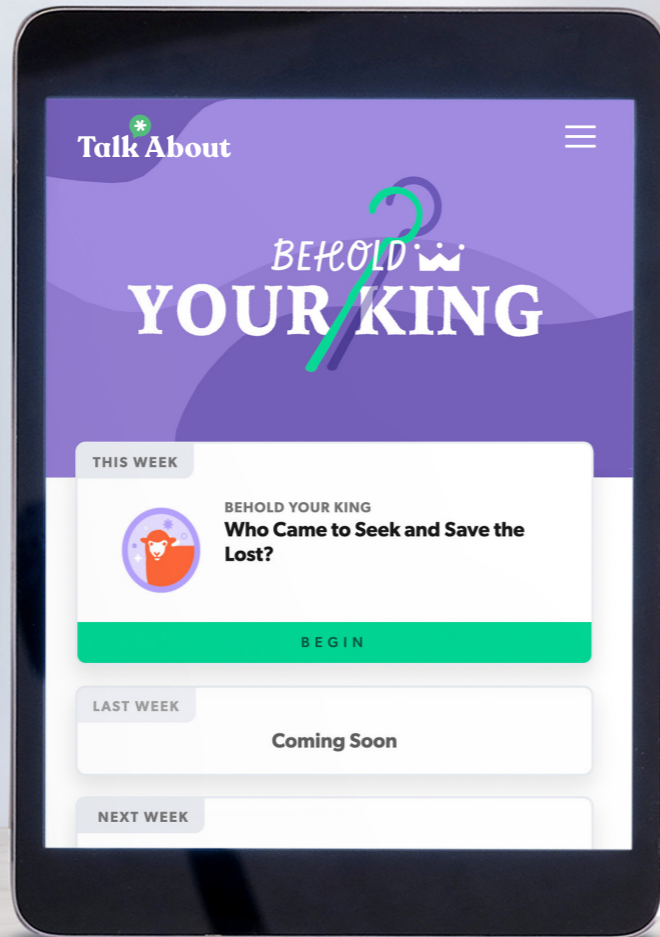 Talk About
BEHOLD
YOUR KING
THIS WEEK
BEHOLD YOUR KING
Who Came to Seek and Save the
Lost?
BEGIN
LAST WEEK
Coming Soon
NEXT WEEK